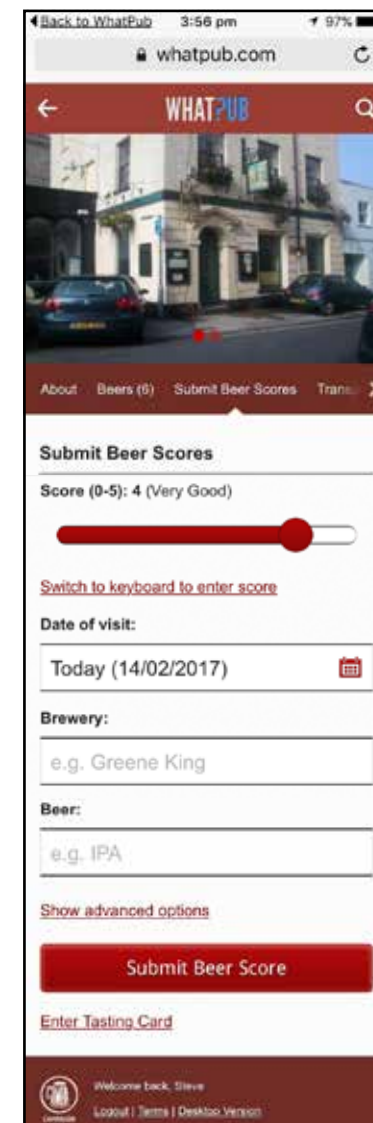 Back to WhatPub 3:56 pm 97%
whatpub.com
WHAT?UB
About Beers (6) Submit Beer Scores Trans
Submit Beer Scores
Score (0-5): 4 (Very Good)
Switch to keyboard to enter score
Date of visit:
Today (14/02/2017)
Brewery:
e.g. Greene King
Beer:
e.g. IPA
Show advanced options
Submit Beer Score
Enter Tasting Card
Welcome back, Steve
Logout | Terms | Desktop Version